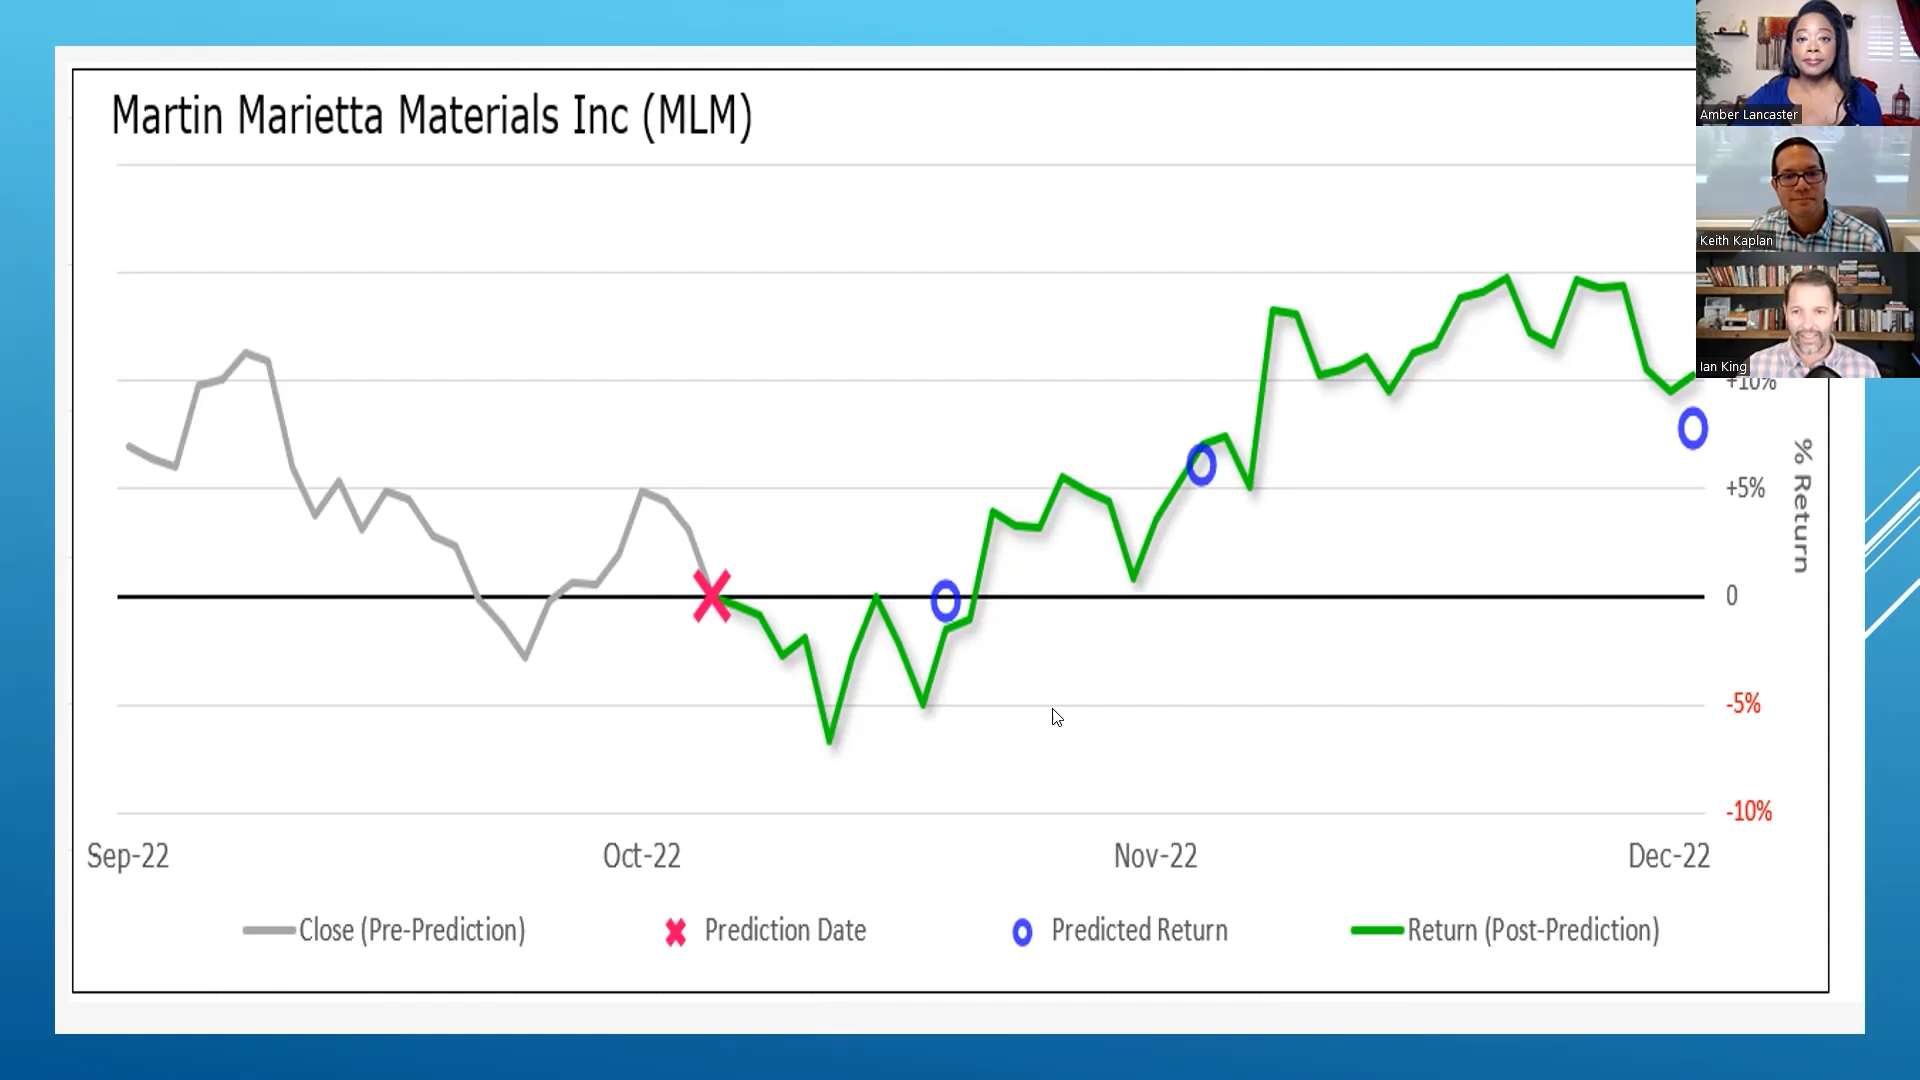 Martin Marietta Materials Inc (MLM)
Amber Lancaster
Keith Kaplan
Ian King
+10%
+5%
0
-5%
-10%
% Return
Sep-22
Oct-22
Nov-22
Dec-22
Close (Pre-Prediction)
Prediction Date
Predicted Return
Return (Post-Prediction)